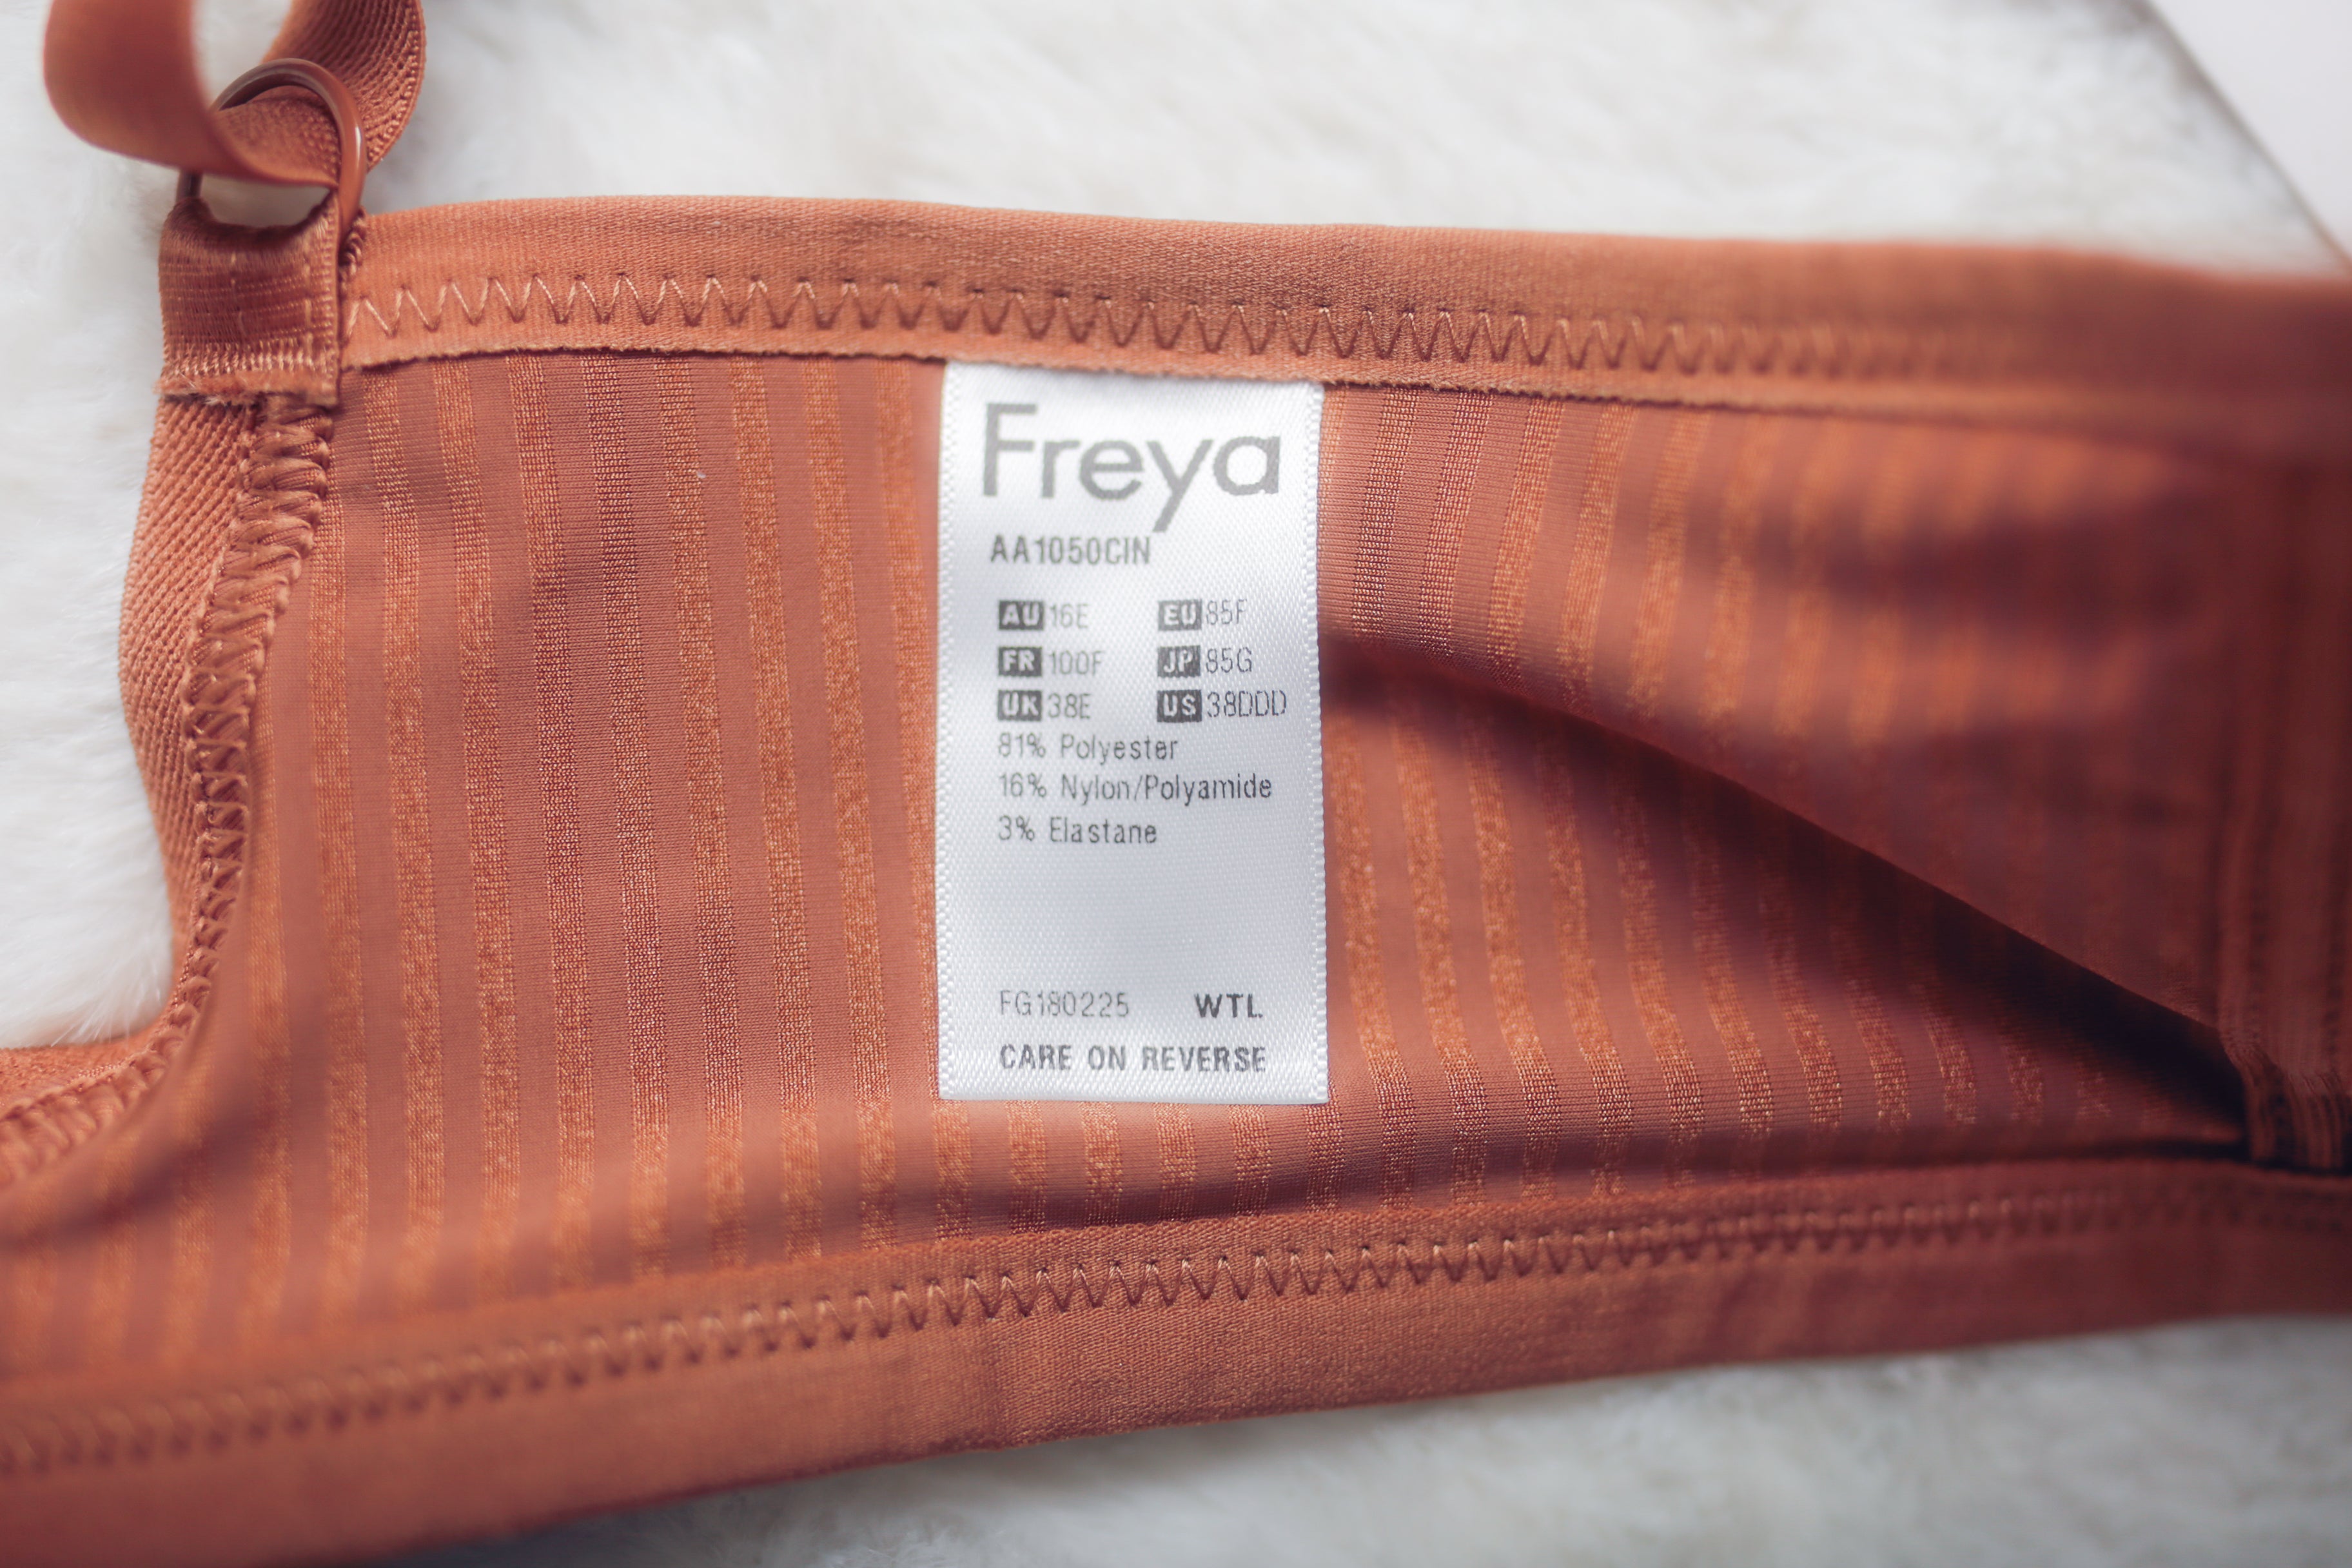 Freya
AA1050CIN
AU 16E EU 85F
FR 100F JP 85G
UK 38E US 38DDD
81% Polyester
16% Nylon/Polyamide
3% Elastane
FG180225 WTL
CARE ON REVERSE